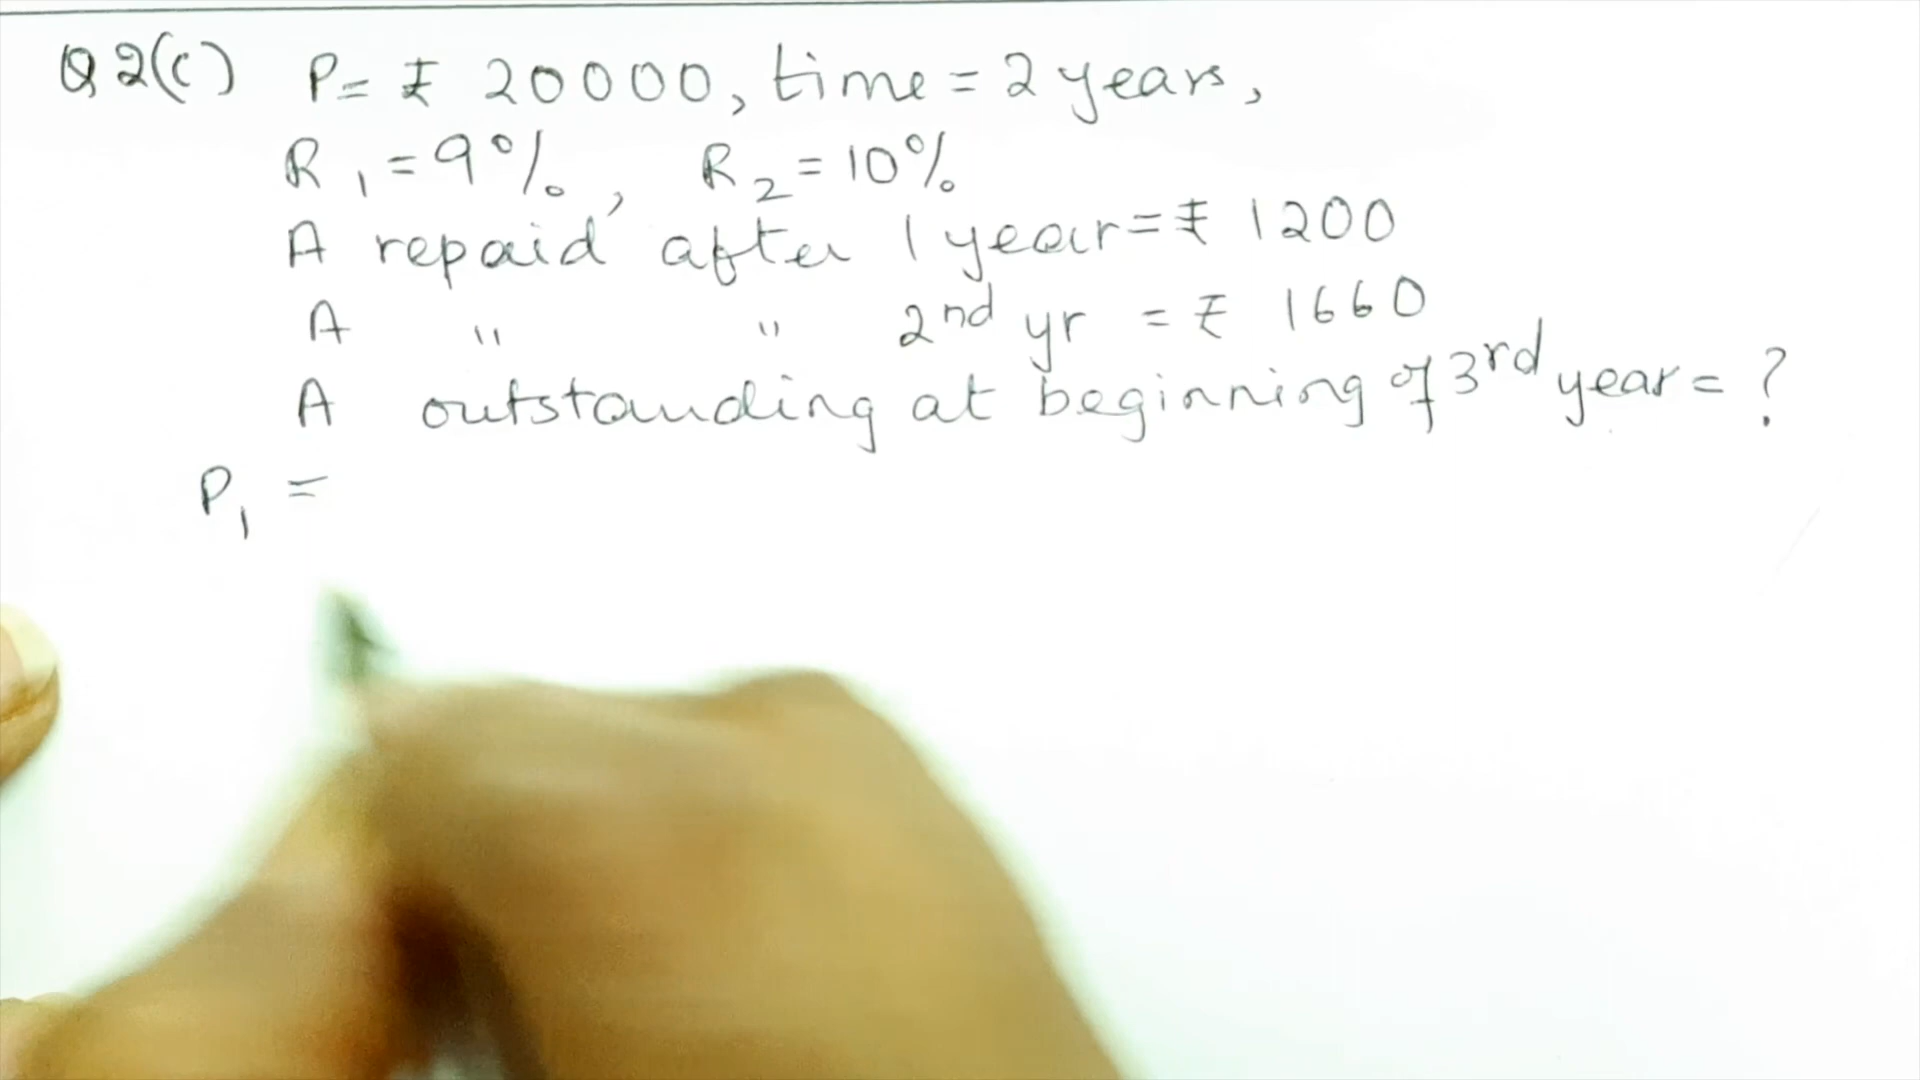 Q2(c) P = ₹ 20000, time = 2 years,
R₁ = 9%, R₂ = 10%
A repaid after 1 year = ₹ 1200
A " " 2nd yr = ₹ 1660
A outstanding at beginning of 3rd year = ?
P₁ =